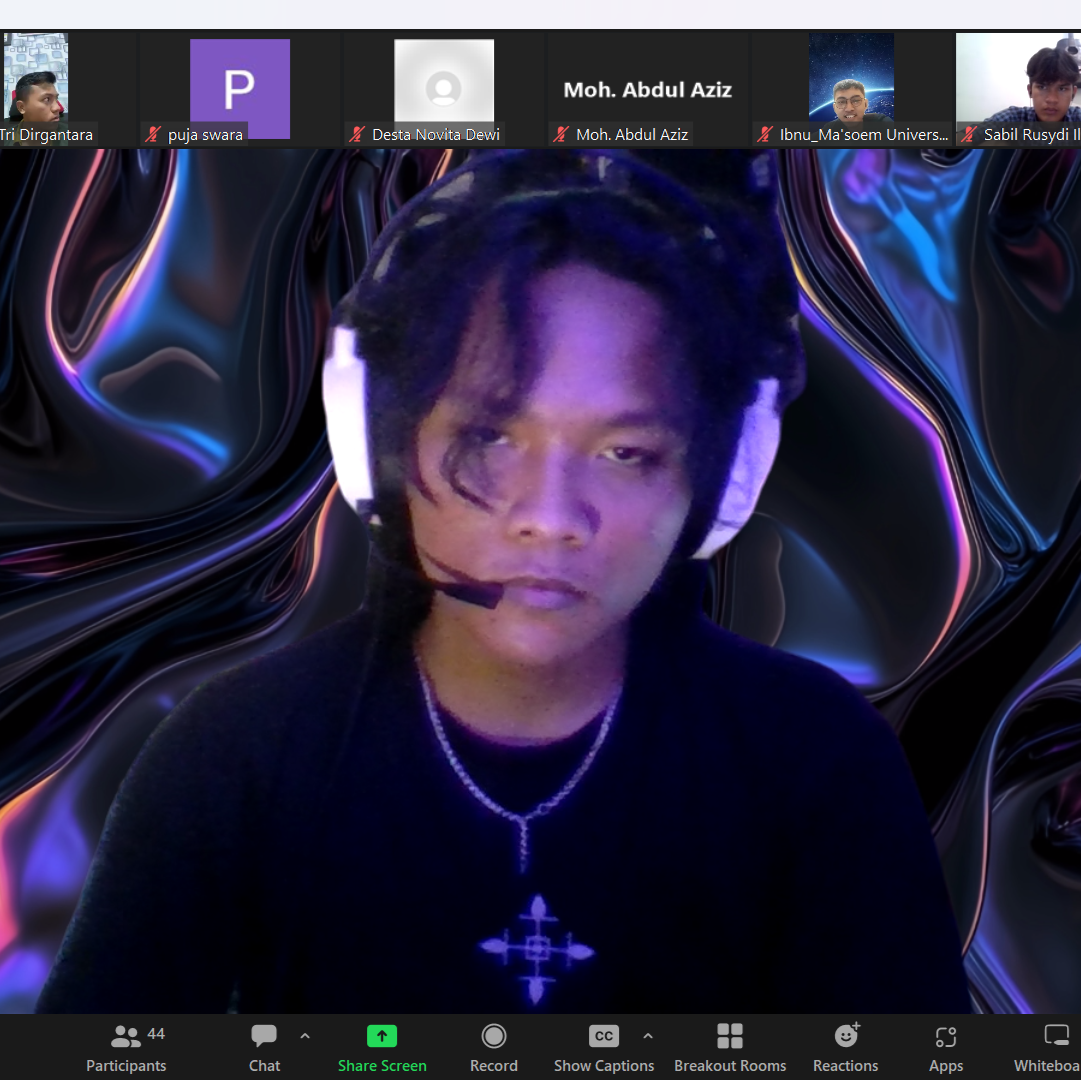 Tri Dirgantara
P
puja swara
Desta Novita Dewi
Moh. Abdul Aziz
Moh. Abdul Aziz
Ibnu_Ma'soem Univers...
Sabil Rusydi Il
44
Participants
Chat
Share Screen
Record
CC
Show Captions
Breakout Rooms
Reactions
Apps
Whiteboa